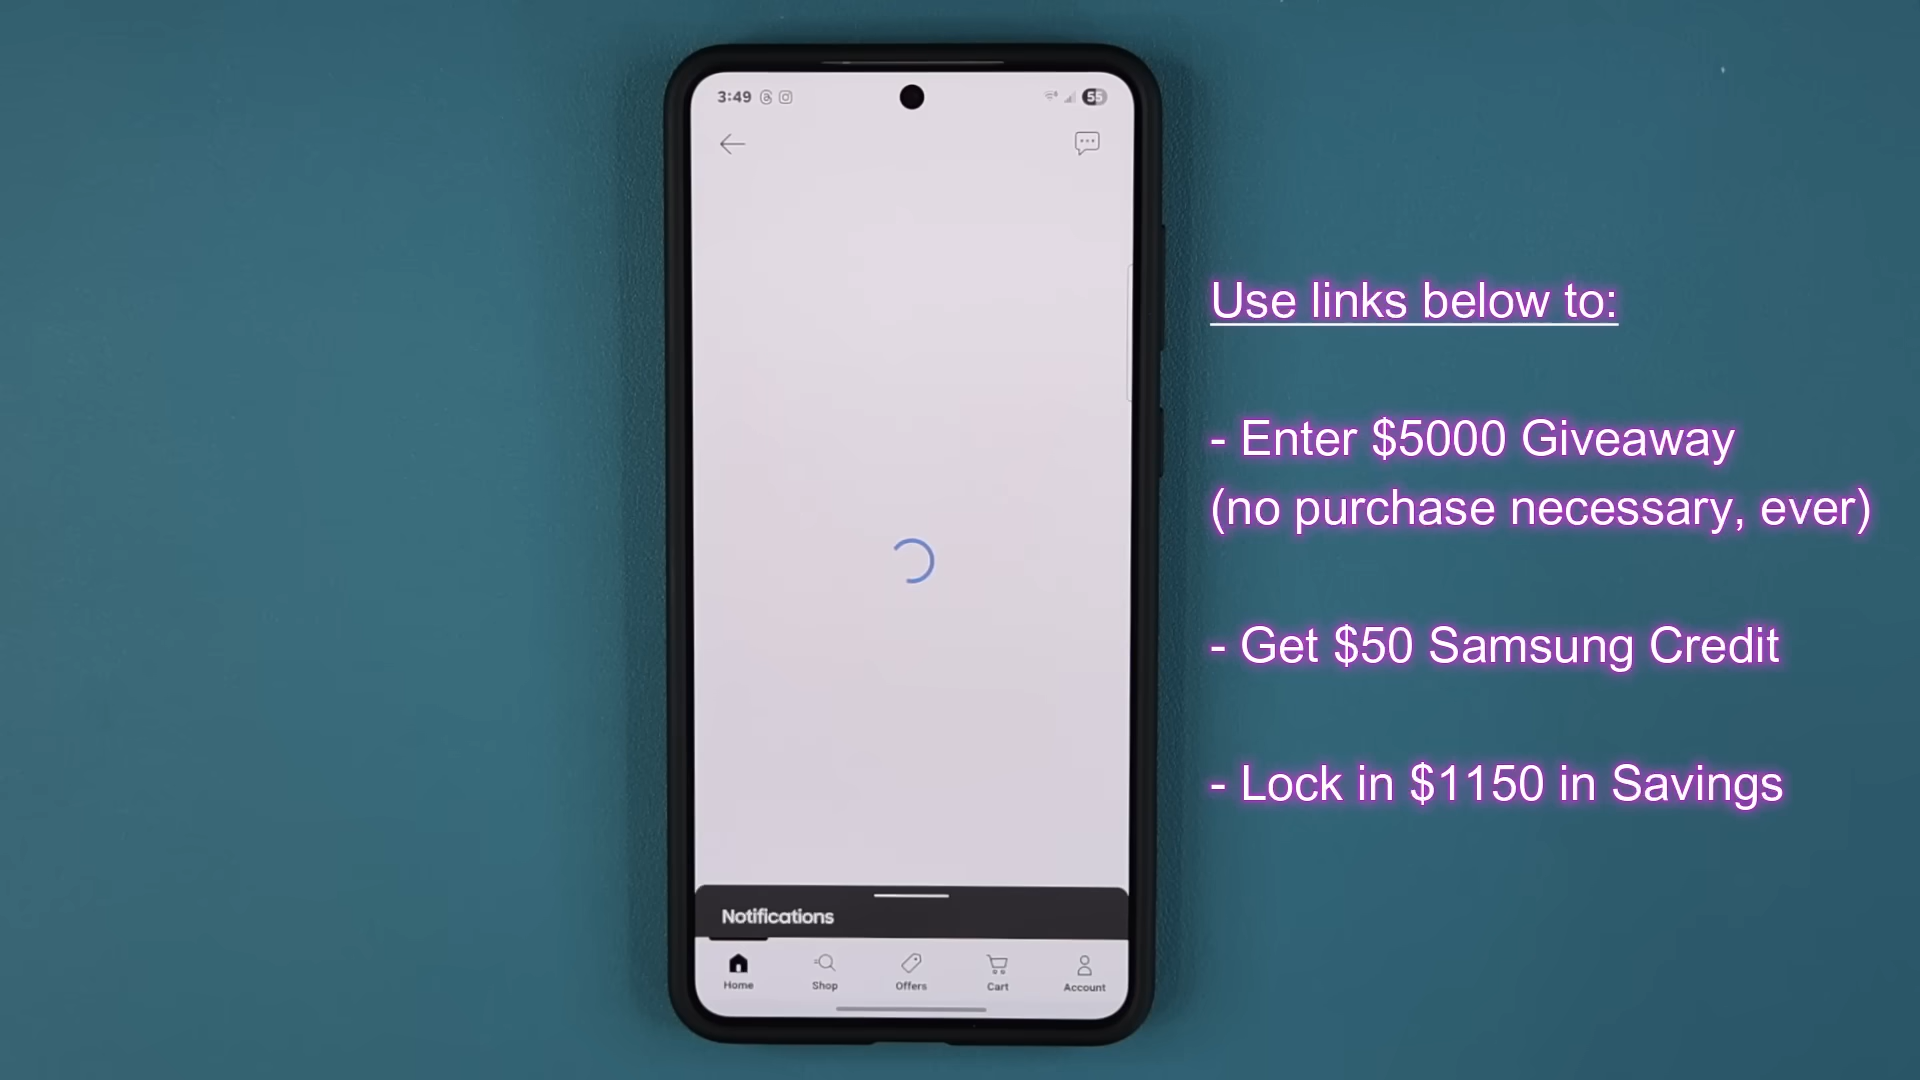 3:49
55
Use links below to:
- Enter $5000 Giveaway
(no purchase necessary, ever)
- Get $50 Samsung Credit
- Lock in $1150 in Savings
Notifications
Home
Shop
Offers
Cart
Account